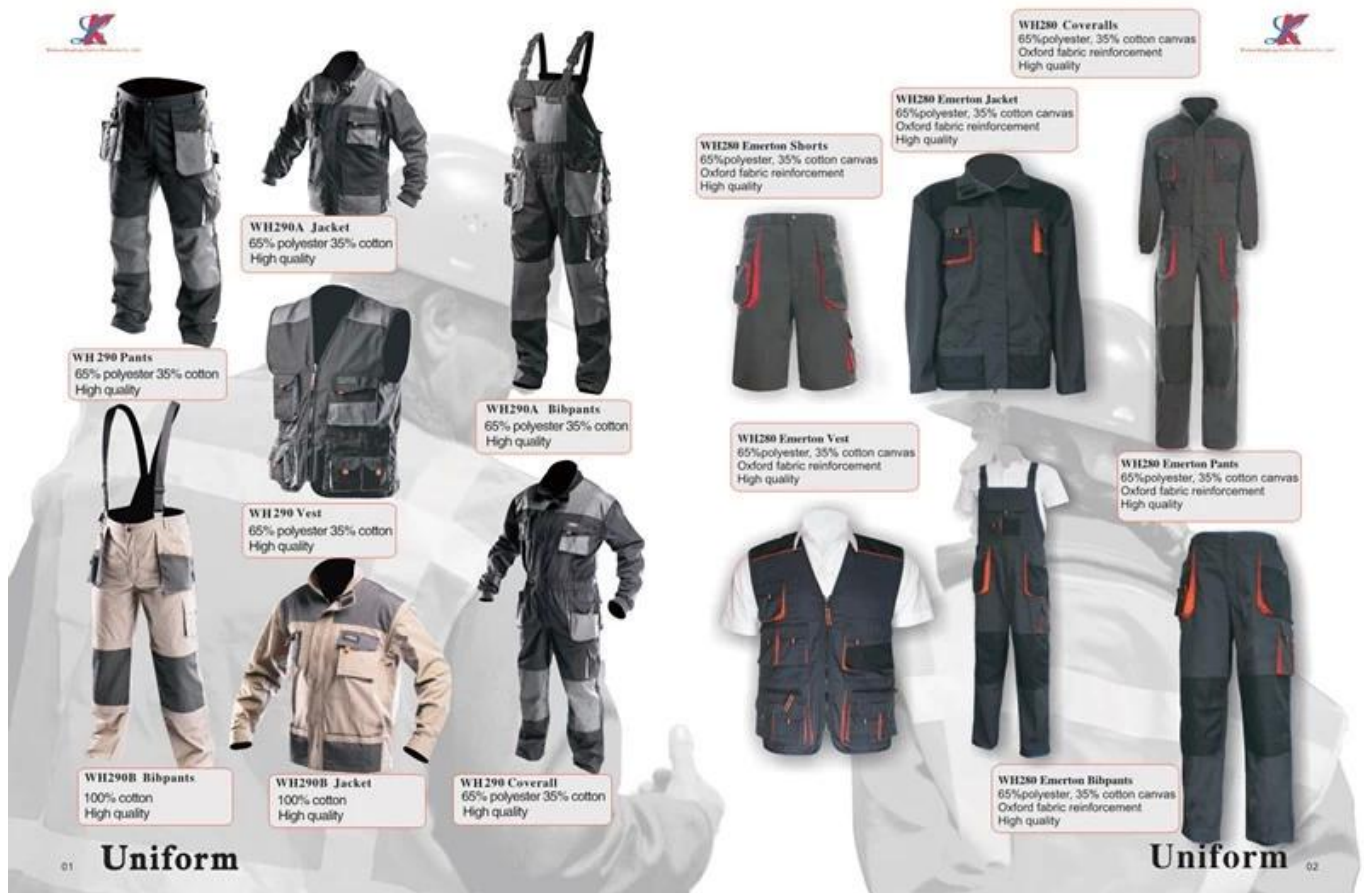 WH290A Jacket
65% polyester 35% cotton
High quality
WH 290 Pants
65% polyester 35% cotton
High quality
WH290A Bibpants
65% polyester 35% cotton
High quality
WH 290 Vest
65% polyester 35% cotton
High quality
WH290B Bibpants
100% cotton
High quality
WH290B Jacket
100% cotton
High quality
WH290 Coverall
65% polyester 35% cotton
High quality
01
Uniform
WH280 Coveralls
65%polyester, 35% cotton canvas
Oxford fabric reinforcement
High quality
WH280 Emerton Jacket
65%polyester, 35% cotton canvas
Oxford fabric reinforcement
High quality
WH280 Emerton Shorts
65%polyester, 35% cotton canvas
Oxford fabric reinforcement
High quality
WH280 Emerton Vest
65%polyester, 35% cotton canvas
Oxford fabric reinforcement
High quality
WH280 Emerton Pants
65%polyester, 35% cotton canvas
Oxford fabric reinforcement
High quality
WH280 Emerton Bibpants
65%polyester, 35% cotton canvas
Oxford fabric reinforcement
High quality
Uniform
02